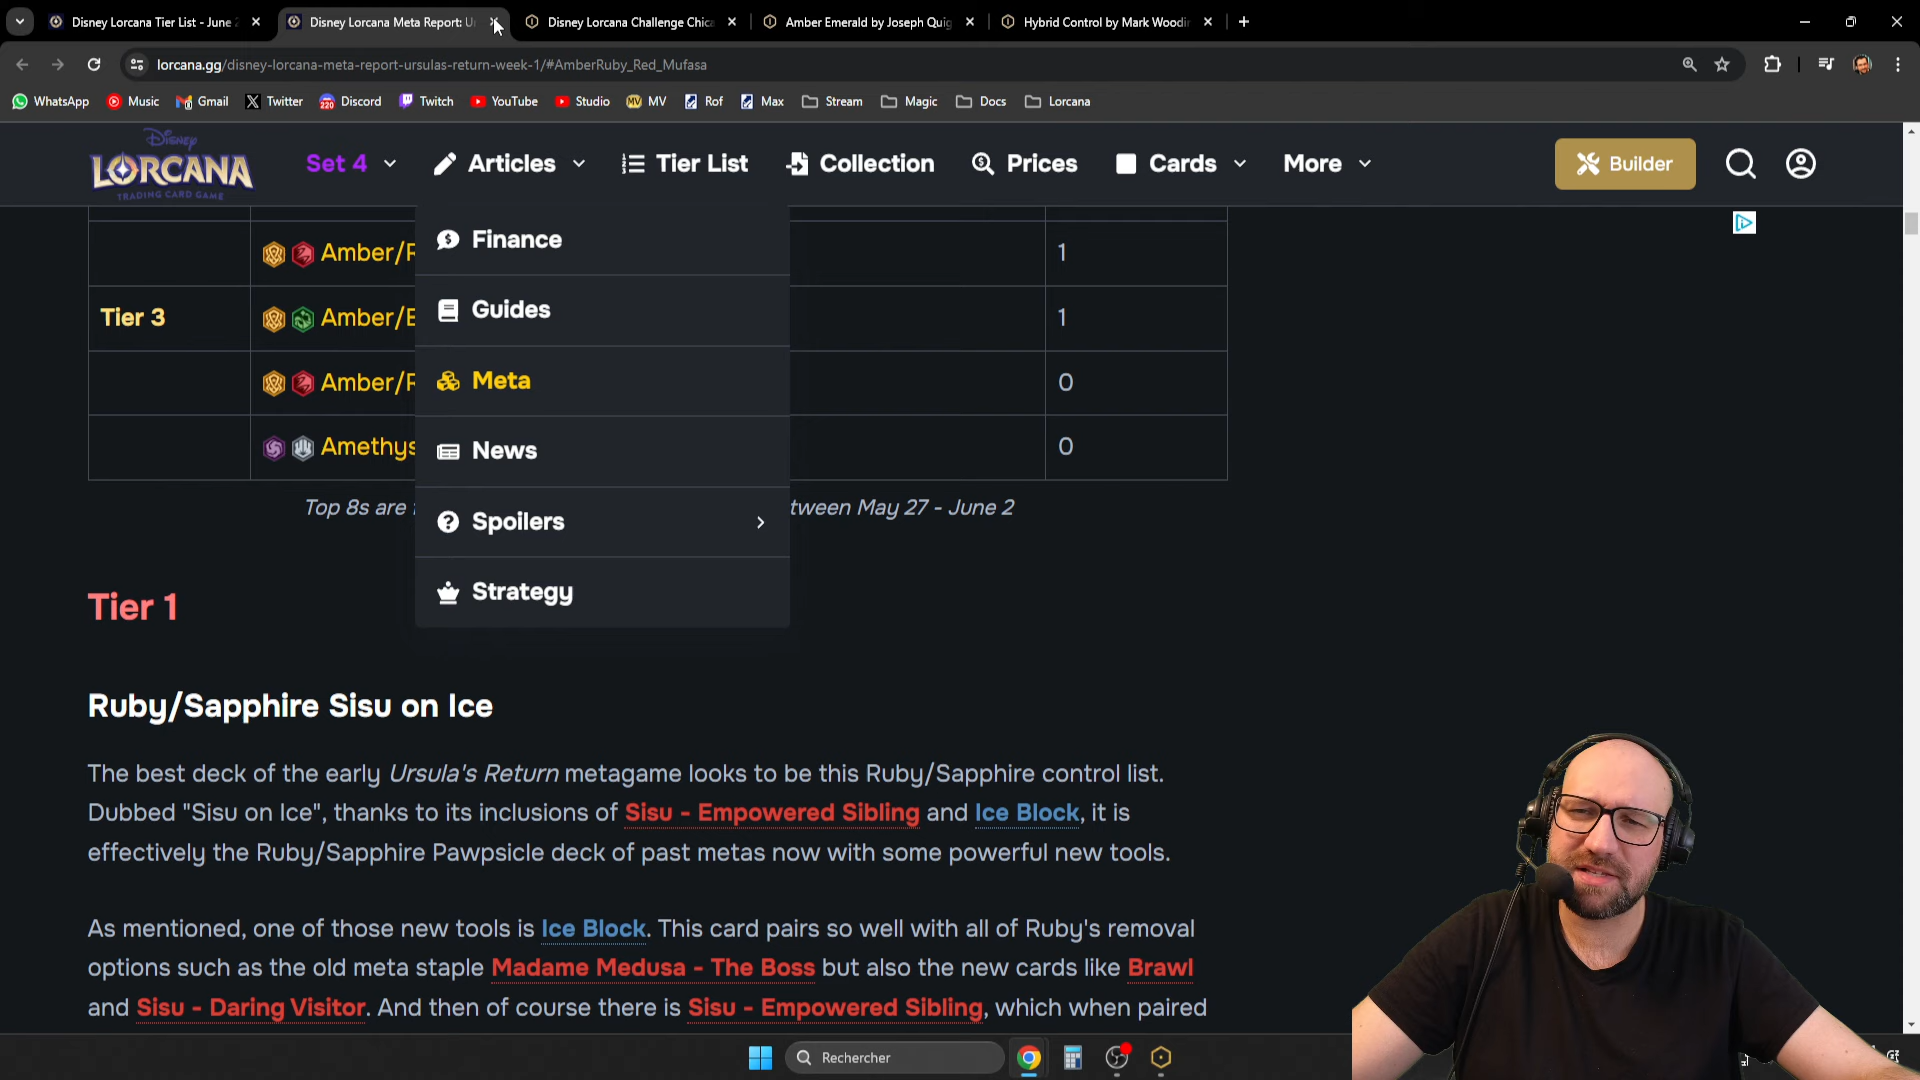 Disney Lorcana Tier List - June
Disney Lorcana Meta Report: U
Disney Lorcana Challenge Chica
Amber Emerald by Joseph Quig
Hybrid Control by Mark Woodin
lorcana.gg/disney-lorcana-meta-report-ursulas-return-week-1/#AmberRuby_Red_Mufasa
WhatsApp
Music
Gmail
Twitter
Discord
Twitch
YouTube
Studio
MV
Rof
Max
Stream
Magic
Docs
Lorcana
Disney
LORCANA
TRADING CARD GAME
Set 4
Articles
Tier List
Collection
Prices
Cards
More
Builder
Finance
Guides
Meta
News
Spoilers
Strategy
Amber/R 1
Tier 3 Amber/E 1
Amber/R 0
Amethys 0
Top 8s are tween May 27 - June 2
Tier 1
Ruby/Sapphire Sisu on Ice
The best deck of the early Ursula's Return metagame looks to be this Ruby/Sapphire control list.
Dubbed "Sisu on Ice", thanks to its inclusions of Sisu - Empowered Sibling and Ice Block, it is
effectively the Ruby/Sapphire Pawpsicle deck of past metas now with some powerful new tools.
As mentioned, one of those new tools is Ice Block. This card pairs so well with all of Ruby's removal
options such as the old meta staple Madame Medusa - The Boss but also the new cards like Brawl
and Sisu - Daring Visitor. And then of course there is Sisu - Empowered Sibling, which when paired
Rechercher